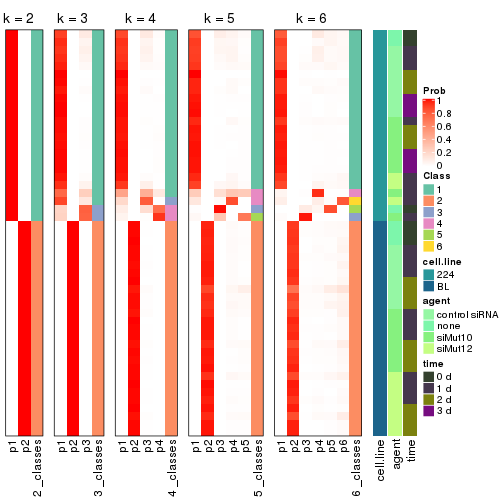 k = 2 k = 3 k = 4 k = 5 k = 6
Prob
1
0.8
0.6
0.4
0.2
0
Class
1
2
3
4
5
6
cell.line
224
BL
agent
control siRNA
none
siMut10
siMut12
time
0 d
1 d
2 d
3 d
p1 p2 2_classes p1 p2 p3 3_classes p1 p2 p3 p4 4_classes p1 p2 p3 p4 p5 5_classes p1 p2 p3 p4 p5 p6 6_classes cell.line agent time